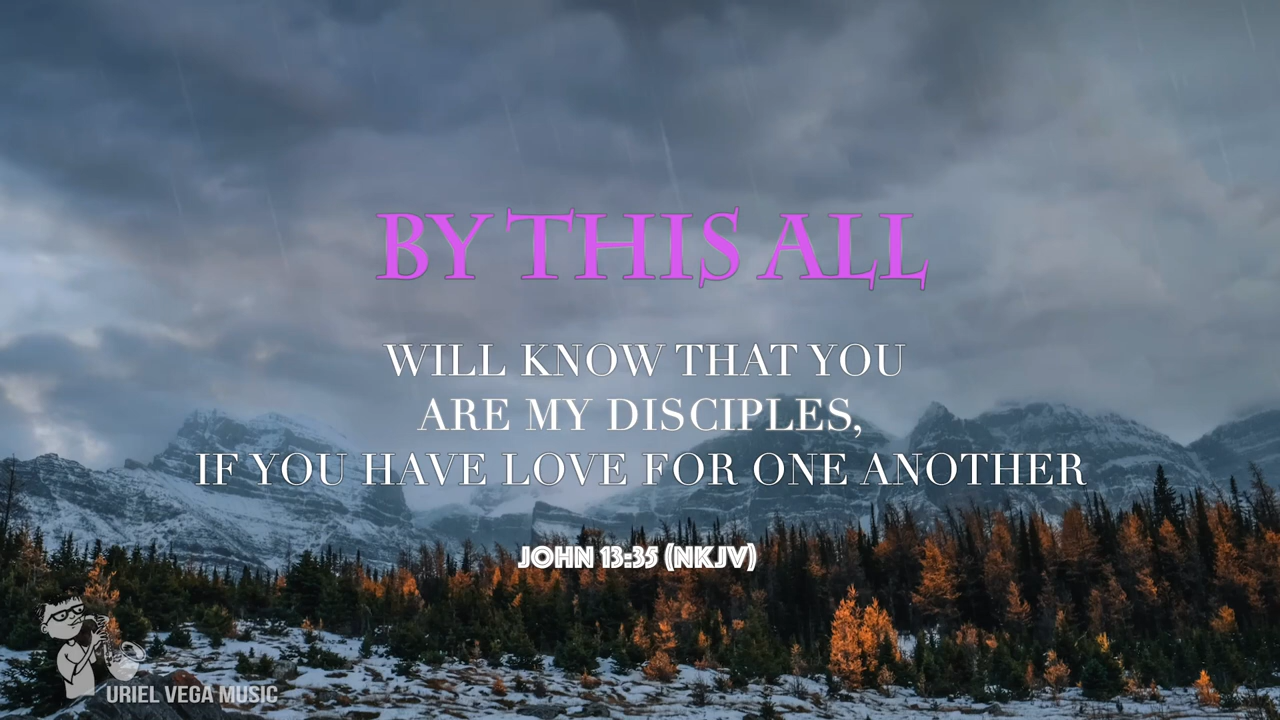 BY THIS ALL
WILL KNOW THAT YOU
ARE MY DISCIPLES,
IF YOU HAVE LOVE FOR ONE ANOTHER
JOHN 13:35 (NKJV)
URIEL VEGA MUSIC